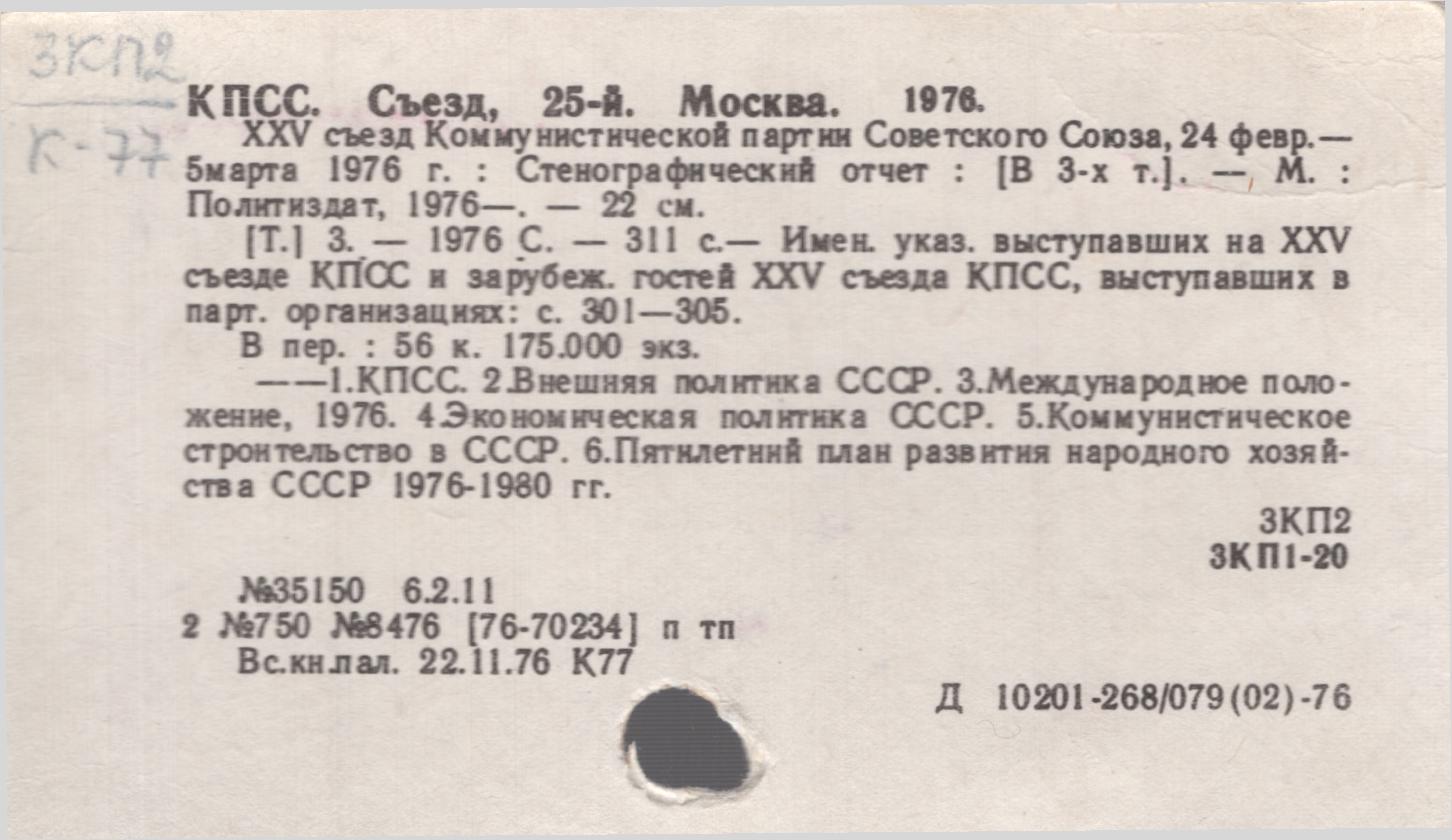 3КП2
К-77
КПСС. Съезд, 25-й. Москва. 1976.
XXV съезд Коммунистической партии Советского Союза, 24 февр.—
5марта 1976 г. : Стенографический отчет : [В 3-х т.]. — М. :
Политиздат, 1976—. — 22 см.
[Т.] 3. — 1976 С. — 311 с.— Имен. указ. выступавших на XXV
съезде КПСС и зарубеж. гостей XXV съезда КПСС, выступавших в
парт. организациях: с. 301—305.
В пер. : 56 к. 175.000 экз.
——1.КПСС. 2.Внешняя политика СССР. 3.Международное поло-
жение, 1976. 4.Экономическая политика СССР. 5.Коммунистическое
строительство в СССР. 6.Пятилетний план развития народного хозяй-
ства СССР 1976-1980 гг.
3КП2
3КП1-20
№35150 6.2.11
2 №750 №8476 [76-70234] п тп
Вс.кн.пал. 22.11.76 К77
Д 10201-268/079(02)-76